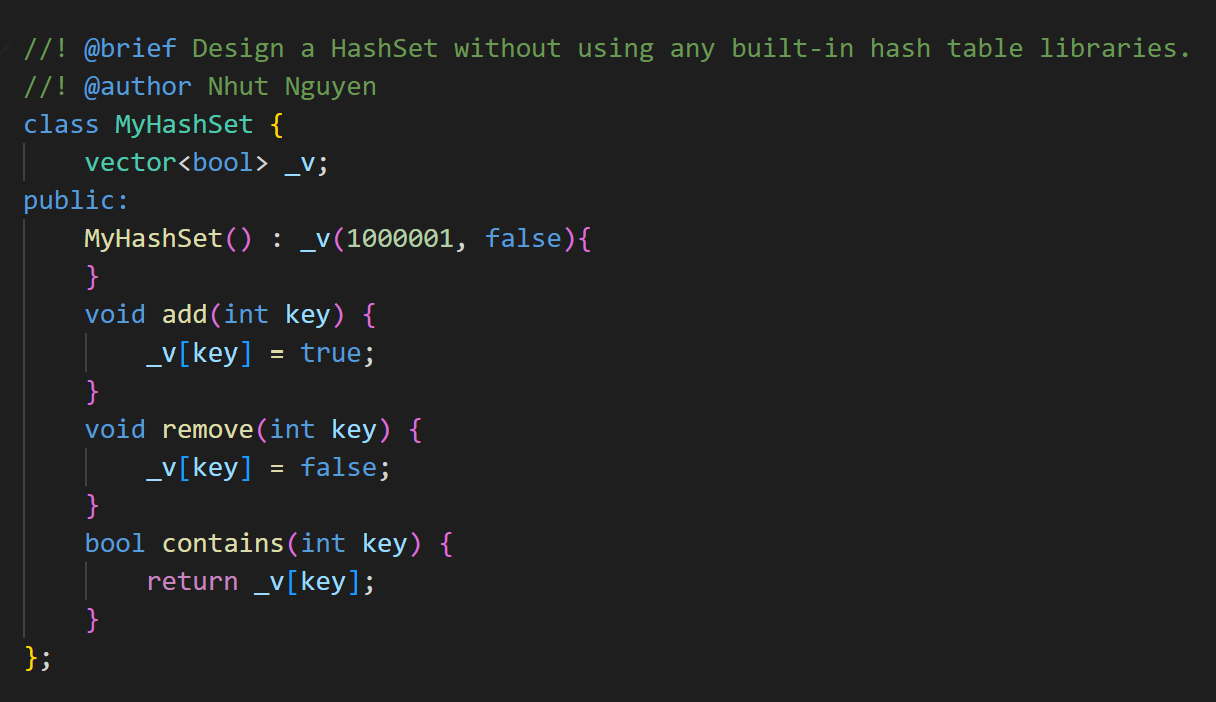 //! @brief Design a HashSet without using any built-in hash table libraries.
//! @author Nhut Nguyen
class MyHashSet {
    vector<bool> _v;
public:
    MyHashSet() : _v(1000001, false){
    }
    void add(int key) {
        _v[key] = true;
    }
    void remove(int key) {
        _v[key] = false;
    }
    bool contains(int key) {
        return _v[key];
    }
};